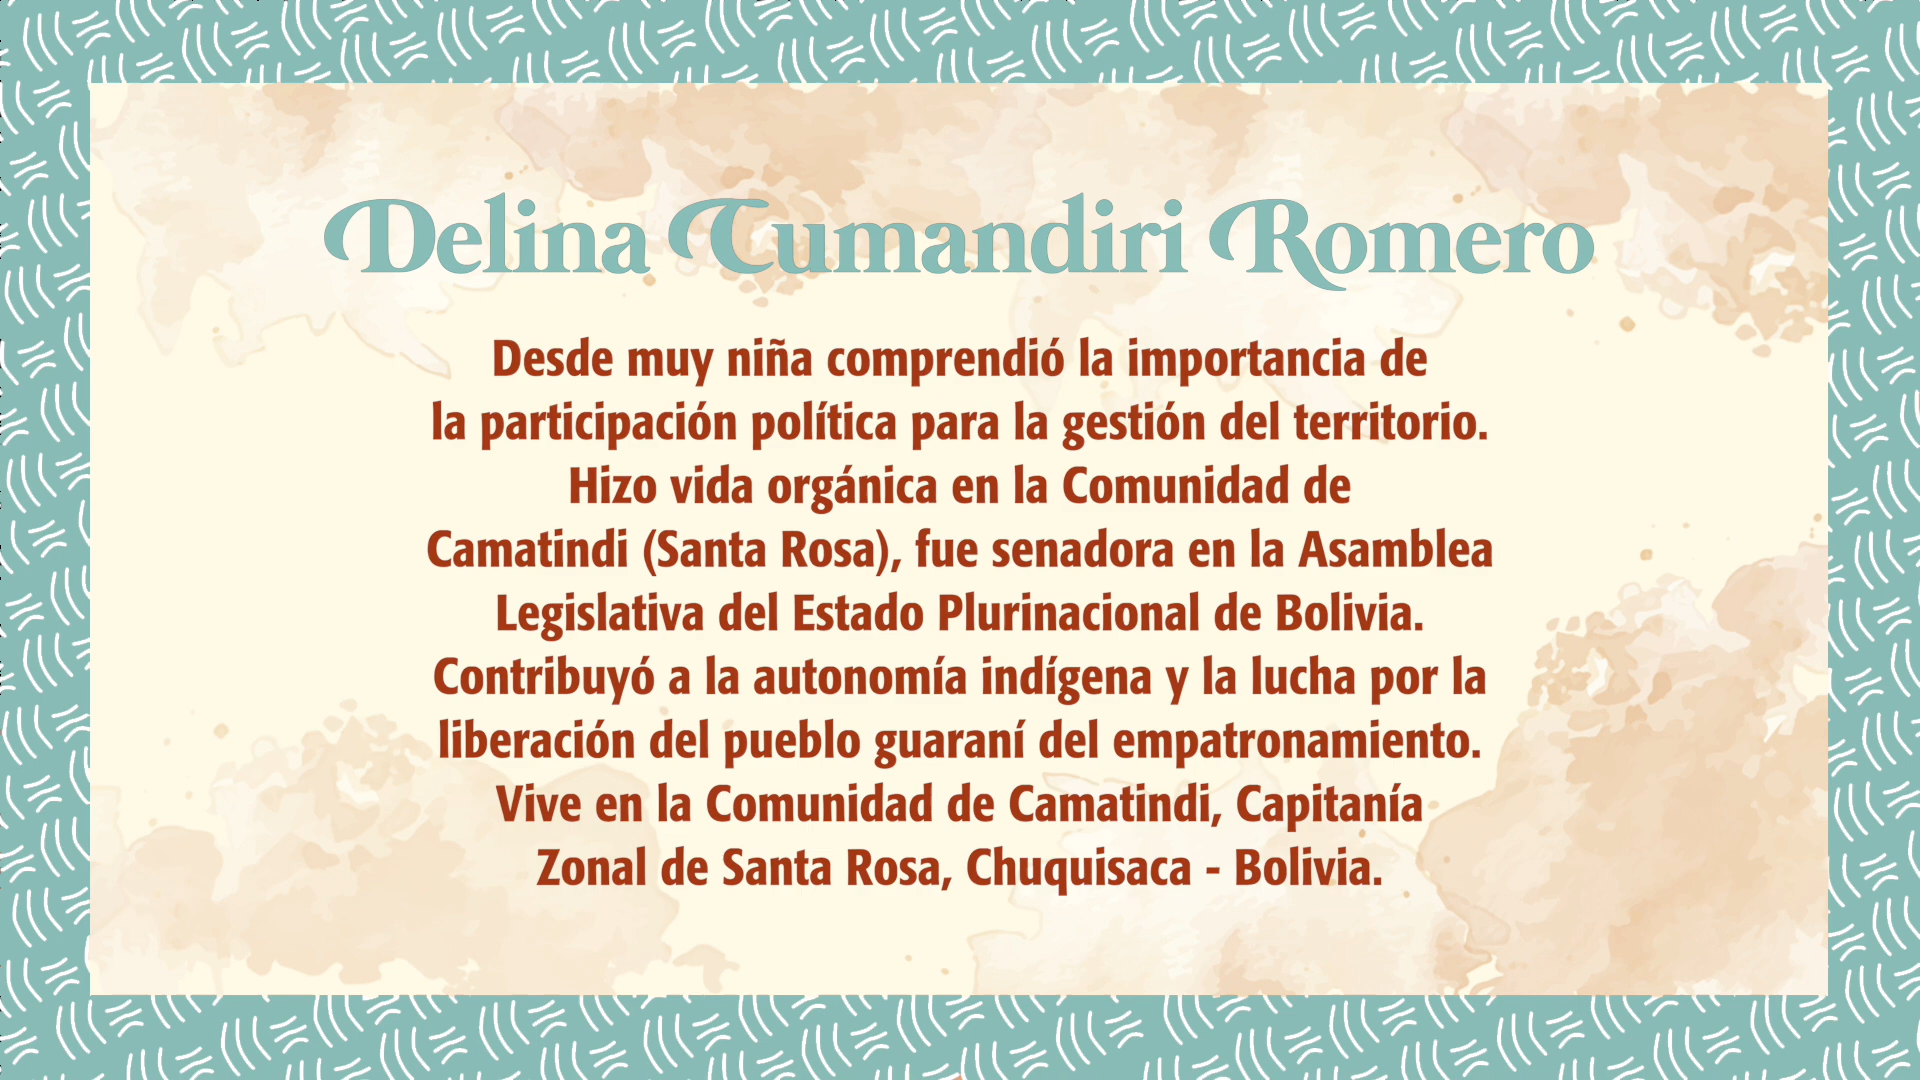 Delina Cumandiri Romero
Desde muy niña comprendió la importancia de
la participación política para la gestión del territorio.
Hizo vida orgánica en la Comunidad de
Camatindi (Santa Rosa), fue senadora en la Asamblea
Legislativa del Estado Plurinacional de Bolivia.
Contribuyó a la autonomía indígena y la lucha por la
liberación del pueblo guaraní del empatronamiento.
Vive en la Comunidad de Camatindi, Capitanía
Zonal de Santa Rosa, Chuquisaca - Bolivia.